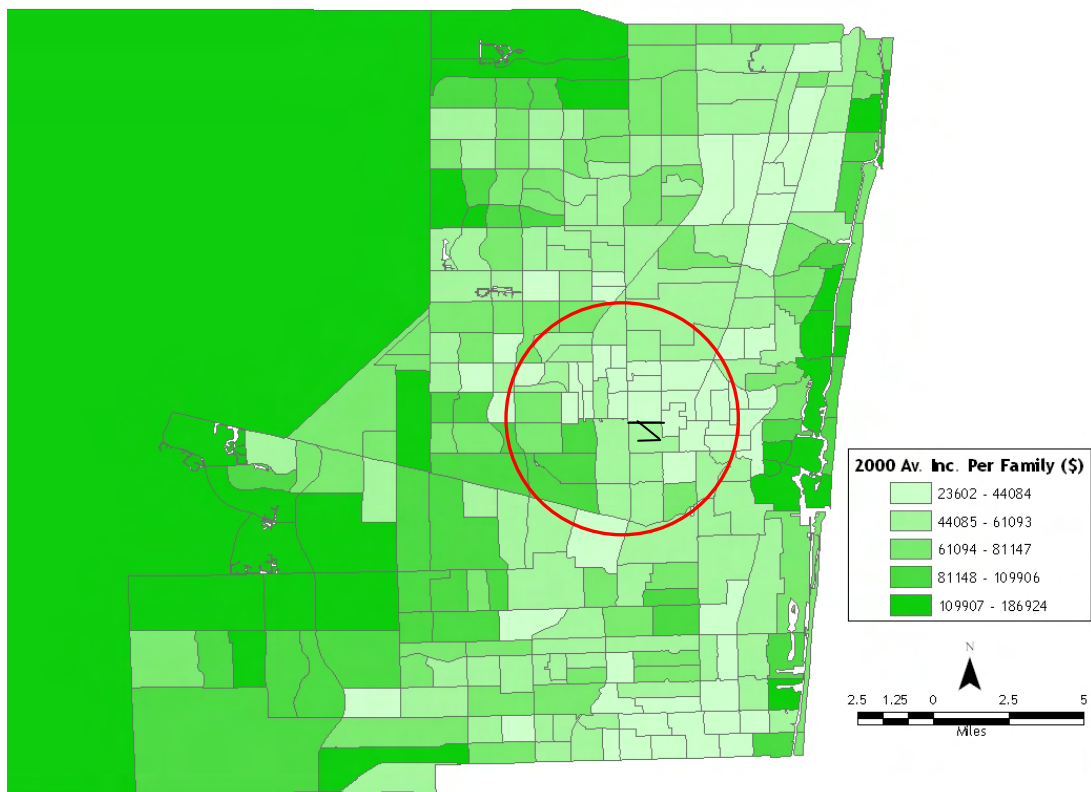 2000 Av. Inc. Per Family ($)
23602 - 44084
44085 - 61093
61094 - 81147
81148 - 109906
109907 - 186924
N
2.5 1.25 0 2.5 5
Miles